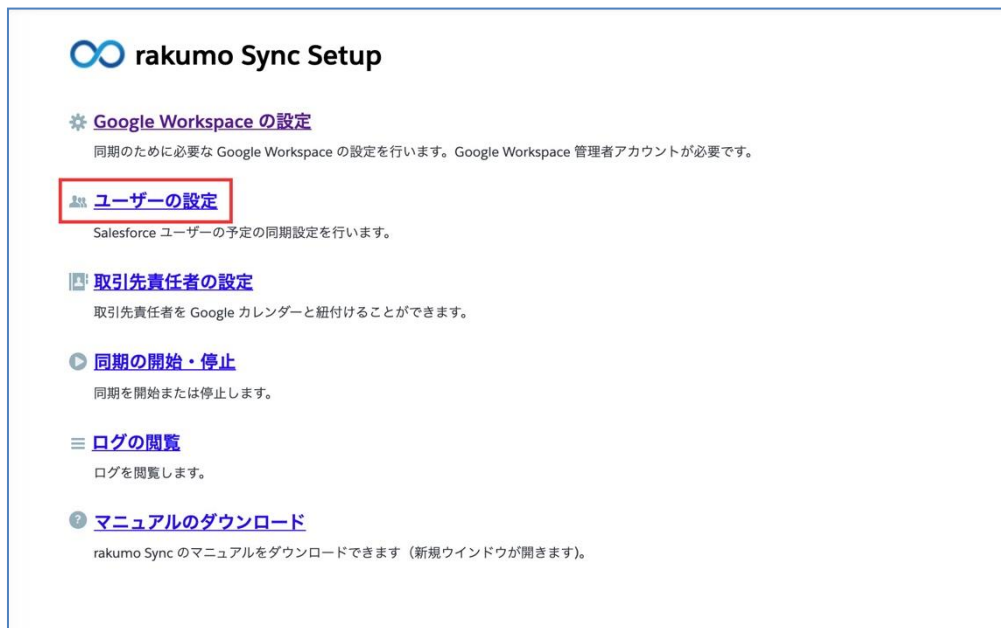 rakumo Sync Setup
Google Workspace の設定
同期のために必要な Google Workspace の設定を行います。Google Workspace 管理者アカウントが必要です。
ユーザーの設定
Salesforce ユーザーの予定の同期設定を行います。
取引先責任者の設定
取引先責任者を Google カレンダーと紐付けることができます。
同期の開始・停止
同期を開始または停止します。
ログの閲覧
ログを閲覧します。
マニュアルのダウンロード
rakumo Sync のマニュアルをダウンロードできます（新規ウインドウが開きます)。